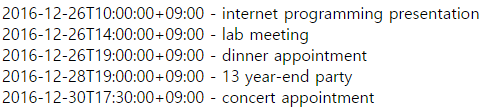 2016-12-26T10:00:00+09:00 - internet programming presentation
2016-12-26T14:00:00+09:00 - lab meeting
2016-12-26T19:00:00+09:00 - dinner appointment
2016-12-28T19:00:00+09:00 - 13 year-end party
2016-12-30T17:30:00+09:00 - concert appointment